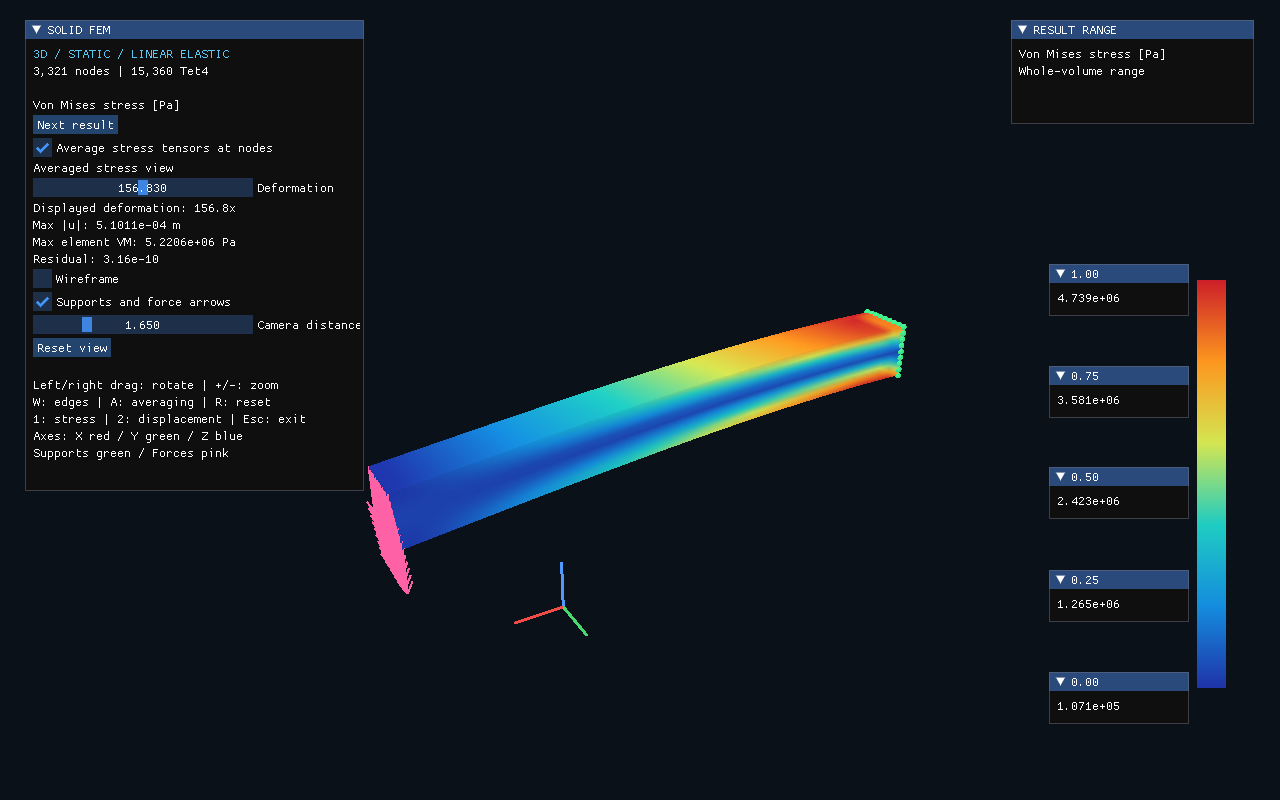 SOLID FEM
3D / STATIC / LINEAR ELASTIC
3,321 nodes | 15,360 Tet4
Von Mises stress [Pa]
Next result
Average stress tensors at nodes
Averaged stress view
156.830 Deformation
Displayed deformation: 156.8x
Max |u|: 5.1011e-04 m
Max element VM: 5.2206e+06 Pa
Residual: 3.16e-10
Wireframe
Supports and force arrows
1.650 Camera distance
Reset view
Left/right drag: rotate | +/-: zoom
W: edges | A: averaging | R: reset
1: stress | 2: displacement | Esc: exit
Axes: X red / Y green / Z blue
Supports green / Forces pink
RESULT RANGE
Von Mises stress [Pa]
Whole-volume range
1.00
4.739e+06
0.75
3.581e+06
0.50
2.423e+06
0.25
1.265e+06
0.00
1.071e+05